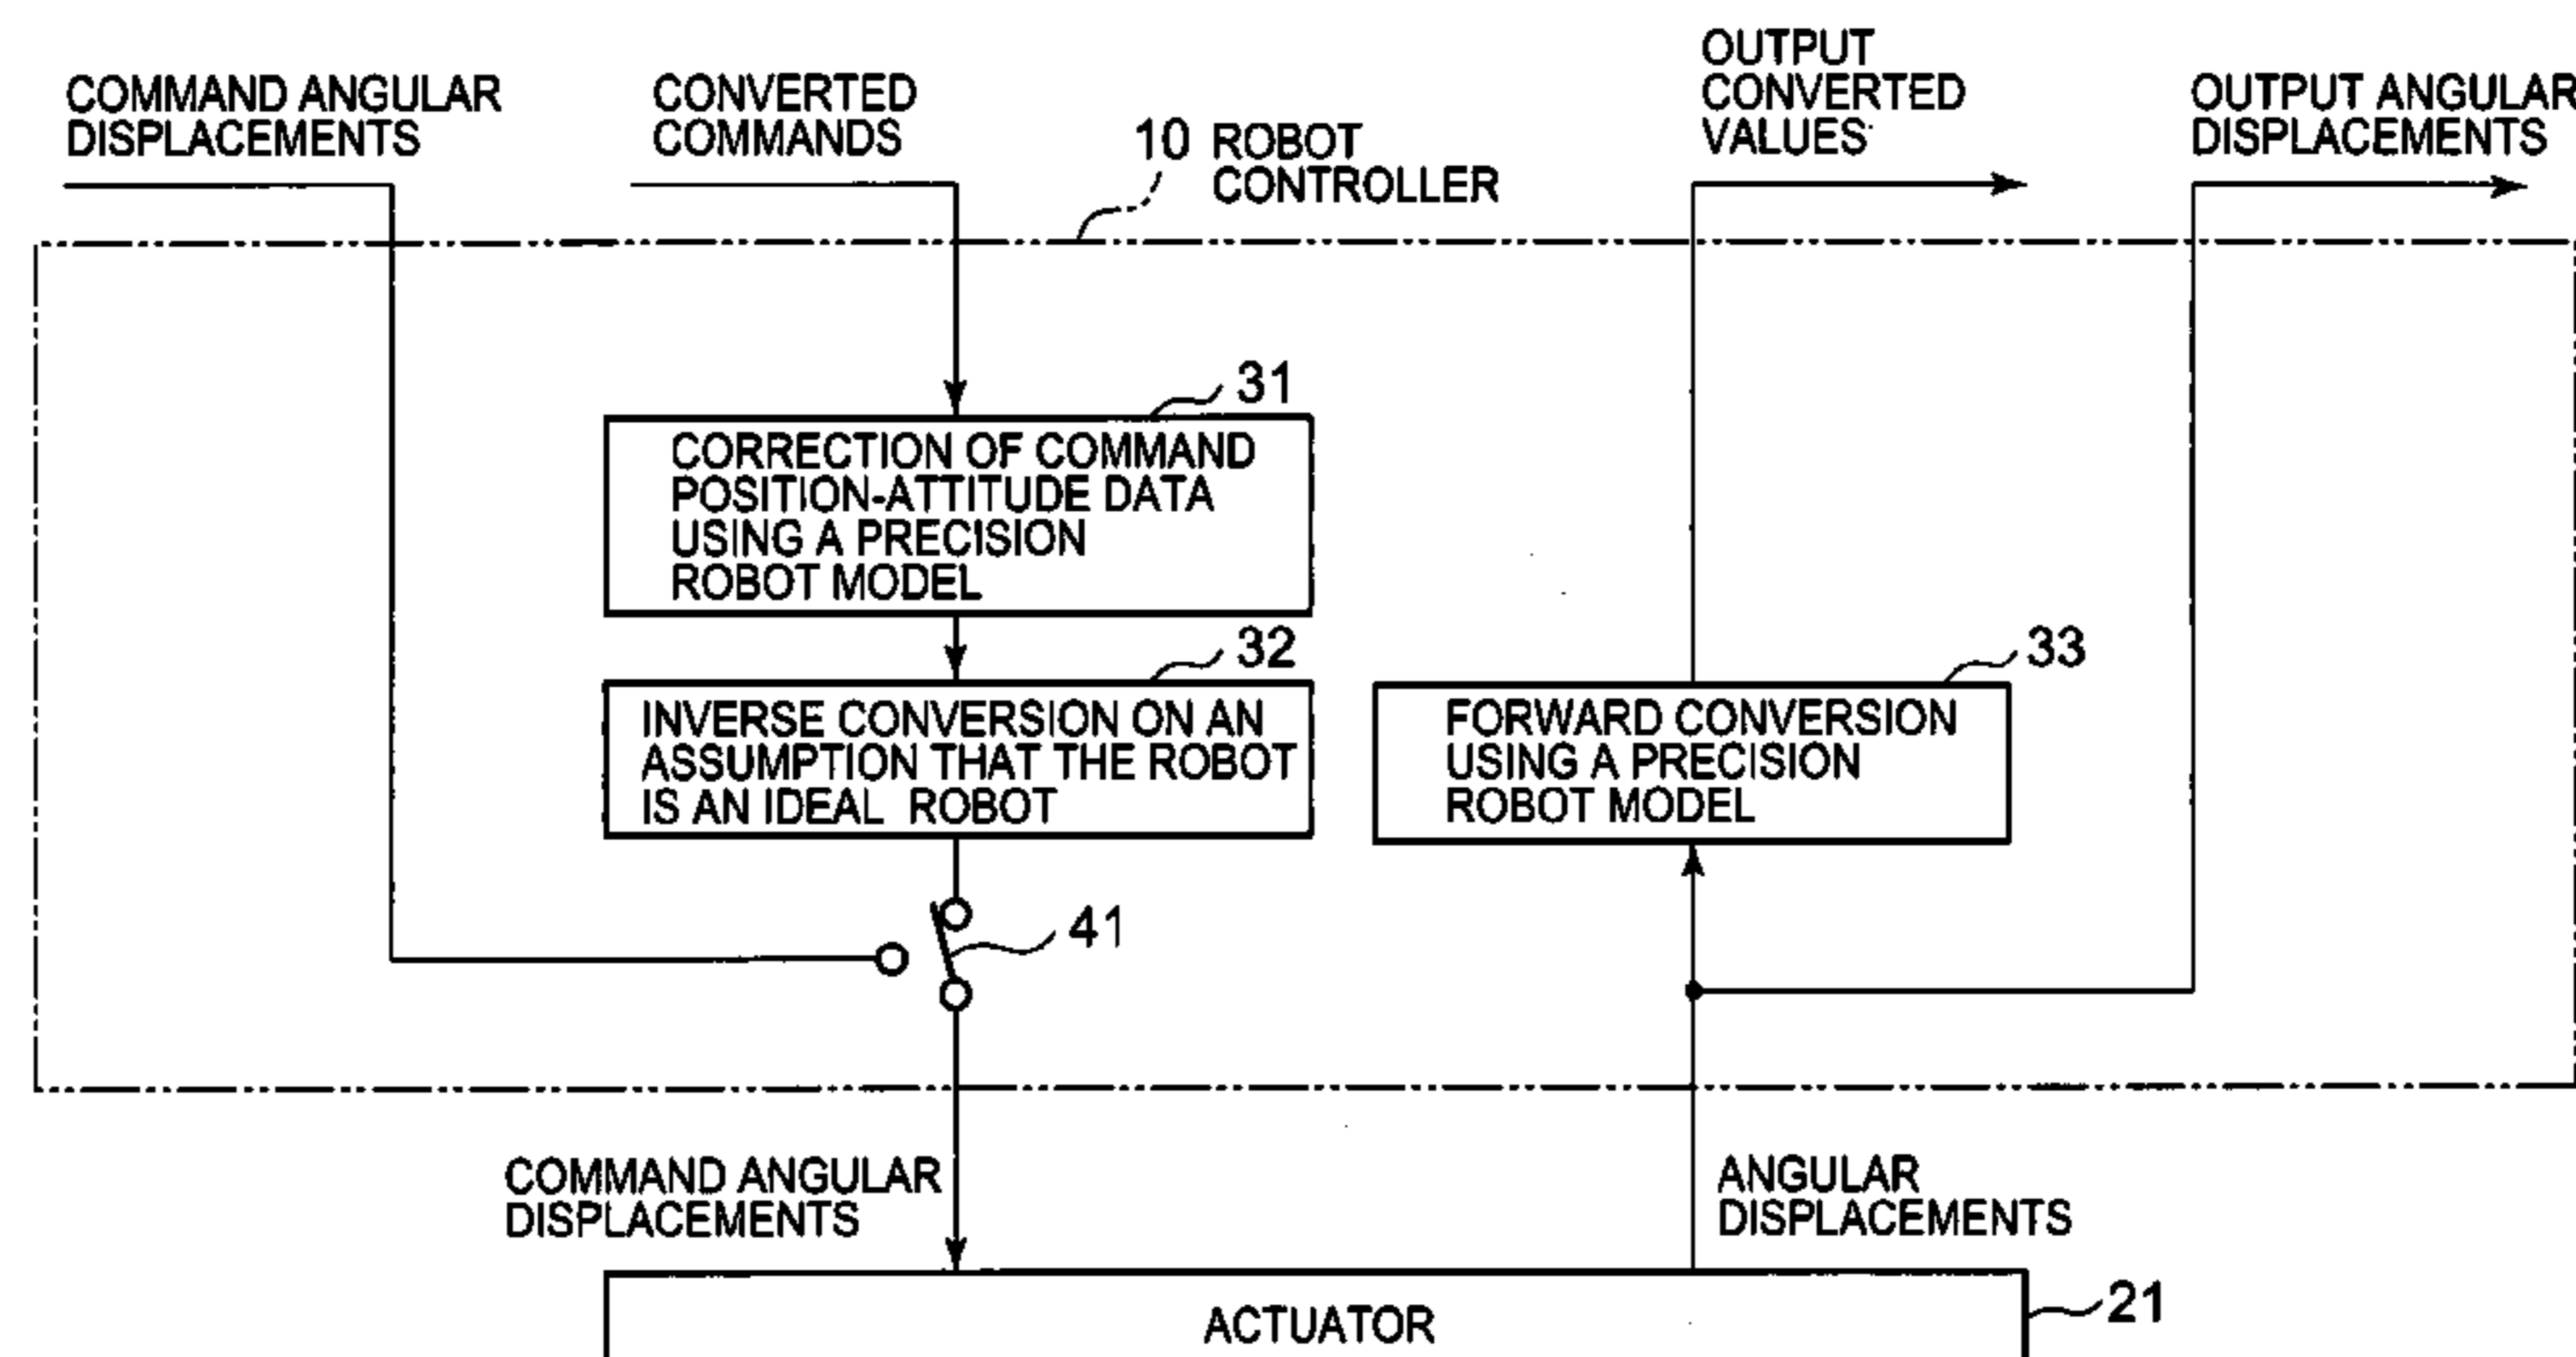 COMMAND ANGULAR
DISPLACEMENTS
CONVERTED
COMMANDS
10 ROBOT
CONTROLLER
OUTPUT
CONVERTED
VALUES
OUTPUT ANGULAR
DISPLACEMENTS
31
CORRECTION OF COMMAND
POSITION-ATTITUDE DATA
USING A PRECISION
ROBOT MODEL
32
INVERSE CONVERSION ON AN
ASSUMPTION THAT THE ROBOT
IS AN IDEAL ROBOT
33
FORWARD CONVERSION
USING A PRECISION
ROBOT MODEL
41
COMMAND ANGULAR
DISPLACEMENTS
ANGULAR
DISPLACEMENTS
ACTUATOR
21